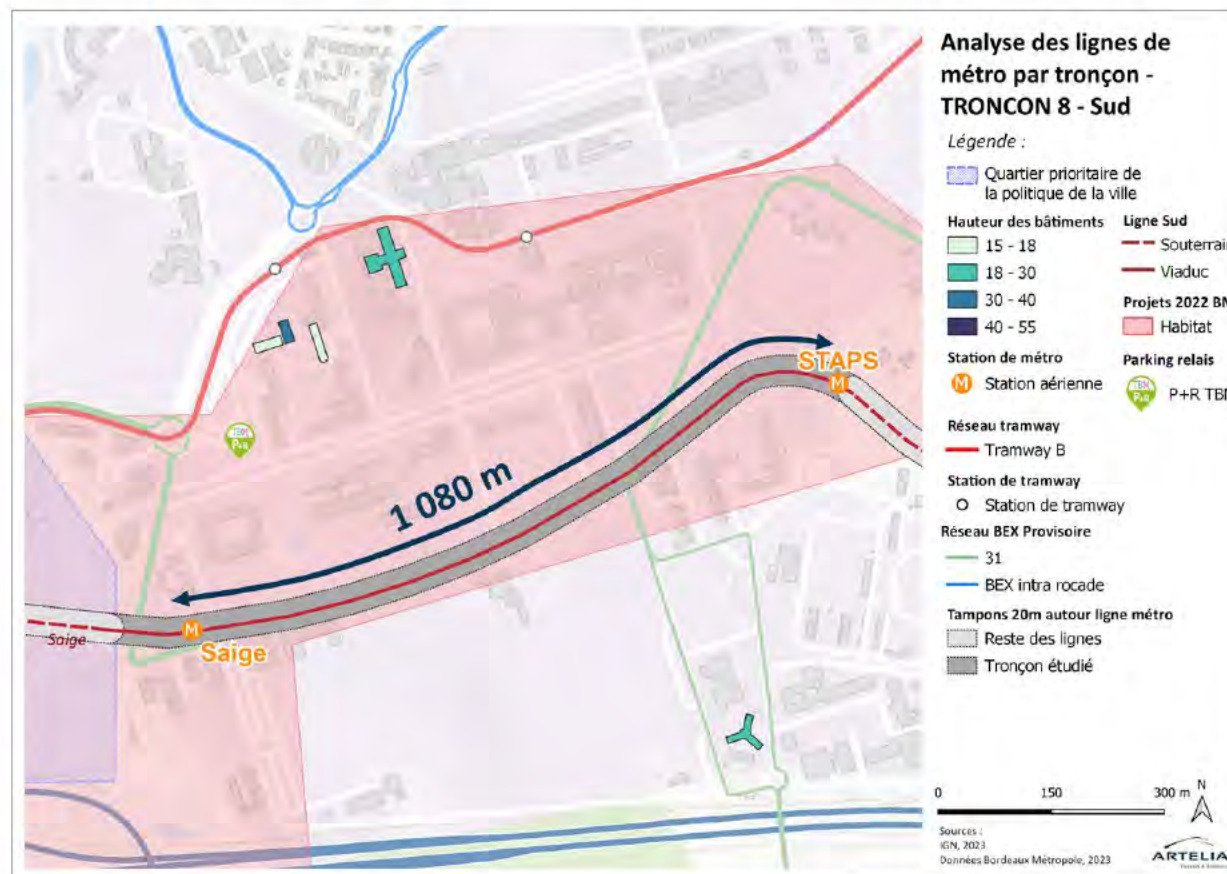 Analyse des lignes de
métro par tronçon -
TRONCON 8 - Sud
Légende :
Quartier prioritaire de
la politique de la ville
Hauteur des bâtiments
15 - 18
18 - 30
30 - 40
40 - 55
Station de métro
M Station aérienne
Réseau tramway
Tramway B
Station de tramway
Station de tramway
Réseau BEX Provisoire
31
BEX intra rocade
Tampons 20m autour ligne métro
Reste des lignes
Tronçon étudié
Ligne Sud
Souterrain
Viaduc
Projets 2022 BM
Habitat
Parking relais
TBM
P+R
P+R TBM
STAPS
M
1 080 m
TBM
P+R
M
Saige
Saige
0 150 300 m
N
Sources :
IGN, 2023
Données Bordeaux Métropole, 2023
ARTELIA